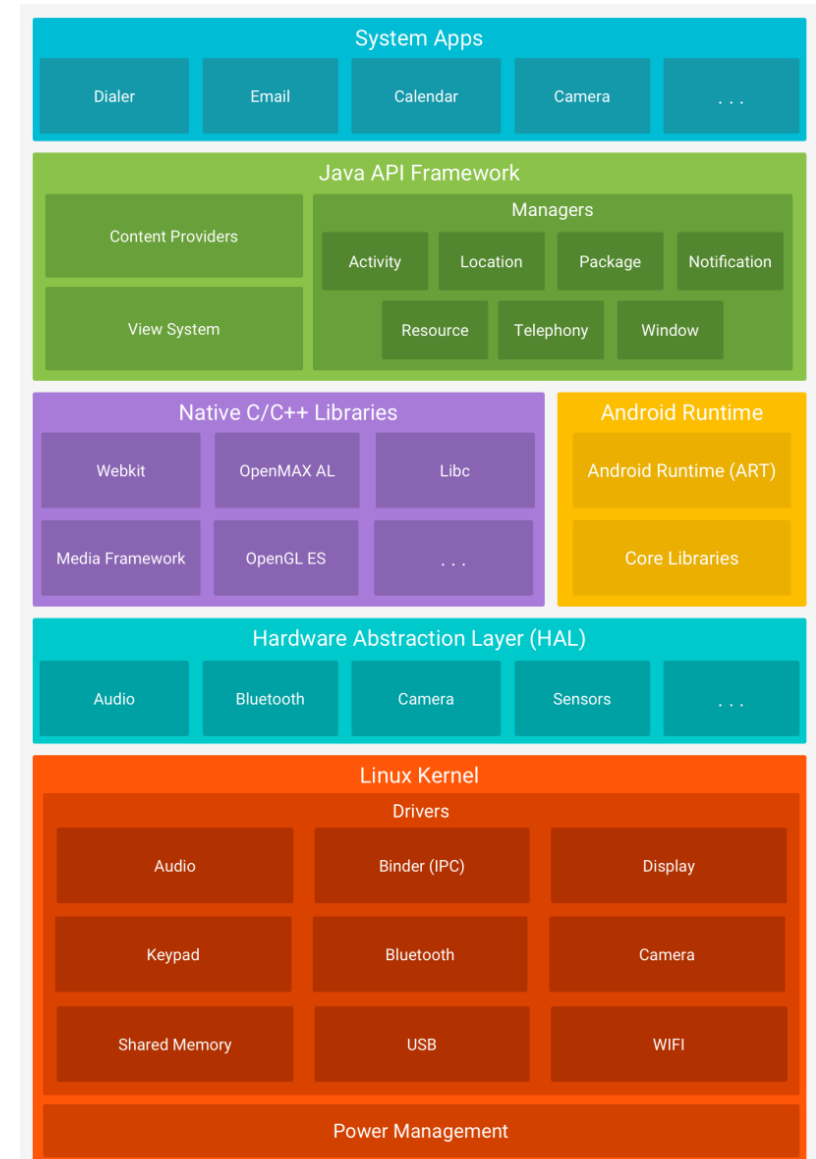 System Apps
Dialer
Email
Calendar
Camera
. . .
Java API Framework
Content Providers
View System
Managers
Activity
Location
Package
Notification
Resource
Telephony
Window
Native C/C++ Libraries
Webkit
OpenMAX AL
Libc
Media Framework
OpenGL ES
. . .
Android Runtime
Android Runtime (ART)
Core Libraries
Hardware Abstraction Layer (HAL)
Audio
Bluetooth
Camera
Sensors
. . .
Linux Kernel
Drivers
Audio
Binder (IPC)
Display
Keypad
Bluetooth
Camera
Shared Memory
USB
WIFI
Power Management